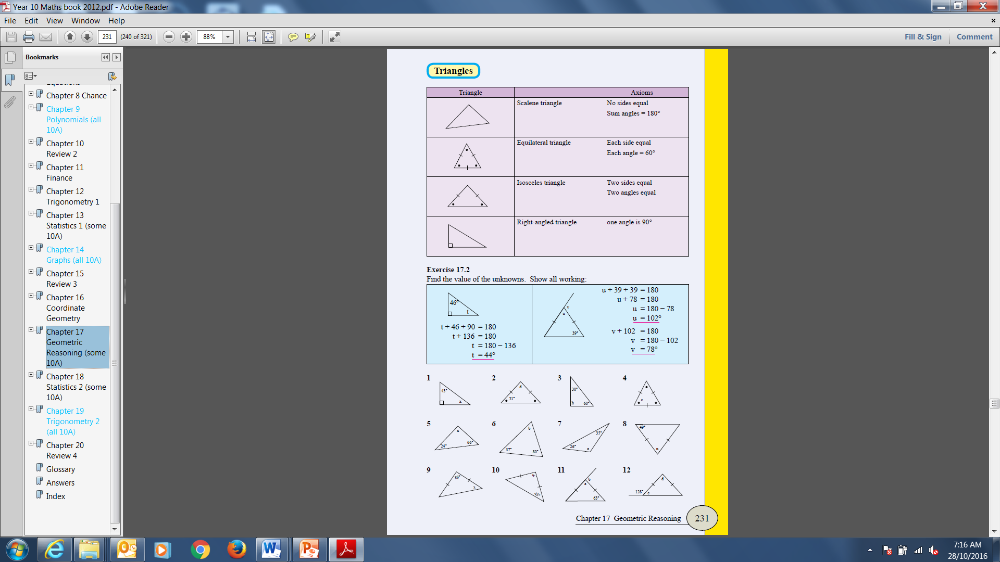 Year 10 Maths book 2012.pdf - Adobe Reader
File Edit View Window Help
231 (240 of 321) 88% Fill & Sign Comment
Bookmarks
Equations
Chapter 8 Chance
Chapter 9
Polynomials (all
10A)
Chapter 10
Review 2
Chapter 11
Finance
Chapter 12
Trigonometry 1
Chapter 13
Statistics 1 (some
10A)
Chapter 14
Graphs (all 10A)
Chapter 15
Review 3
Chapter 16
Coordinate
Geometry
Chapter 17
Geometric
Reasoning (some
10A)
Chapter 18
Statistics 2 (some
10A)
Chapter 19
Trigonometry 2
(all 10A)
Chapter 20
Review 4
Glossary
Answers
Index
Triangles
Triangle Axioms
Scalene triangle No sides equal
Sum angles = 180°
Equilateral triangle Each side equal
Each angle = 60°
Isosceles triangle Two sides equal
Two angles equal
Right-angled triangle one angle is 90°
Exercise 17.2
Find the value of the unknowns. Show all working:
46°
t
t + 46 + 90 = 180
t + 136 = 180
t = 180 − 136
t = 44°
v
u
39°
u + 39 + 39 = 180
u + 78 = 180
u = 180 − 78
u = 102°
v + 102 = 180
v = 180 − 102
v = 78°
1 43° x
2 d 51°
3 30° h 60°
4 c
5 x 24° 66°
6 b 37° 80°
7 35° 26° a
8 49° n
9 88° x
10 45°
11 b a 63°
12 d 128° c
Chapter 17 Geometric Reasoning 231
7:16 AM
28/10/2016